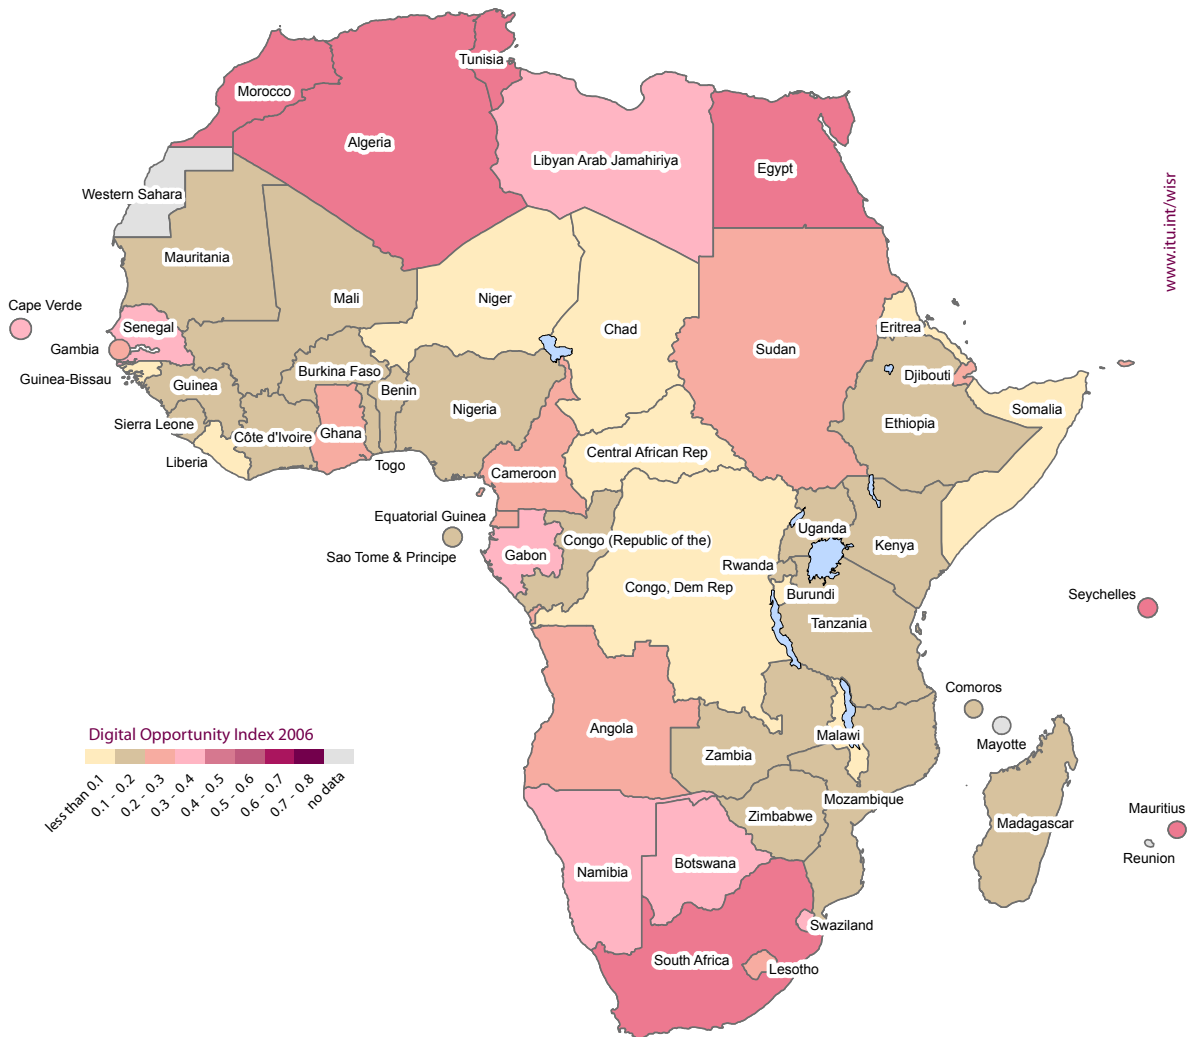 Tunisia
Morocco
Algeria
Libyan Arab Jamahiriya
Egypt
www.itu.int/wisr
Western Sahara
Mauritania
Mali
Niger
Chad
Cape Verde
Senegal
Eritrea
Gambia
Sudan
Burkina Faso
Djibouti
Guinea-Bissau
Guinea
Benin
Nigeria
Somalia
Sierra Leone
Côte d'Ivoire
Ghana
Ethiopia
Central African Rep
Liberia
Togo
Cameroon
Equatorial Guinea
Uganda
Sao Tome & Principe
Gabon
Congo (Republic of the)
Kenya
Rwanda
Congo, Dem Rep
Burundi
Seychelles
Tanzania
Comoros
Mayotte
Angola
Malawi
Zambia
Digital Opportunity Index 2006
less than 0.1
0.1 - 0.2
0.2 - 0.3
0.3 - 0.4
0.4 - 0.5
0.5 - 0.6
0.6 - 0.7
0.7 - 0.8
no data
Mozambique
Zimbabwe
Madagascar
Mauritius
Reunion
Namibia
Botswana
Swaziland
South Africa
Lesotho